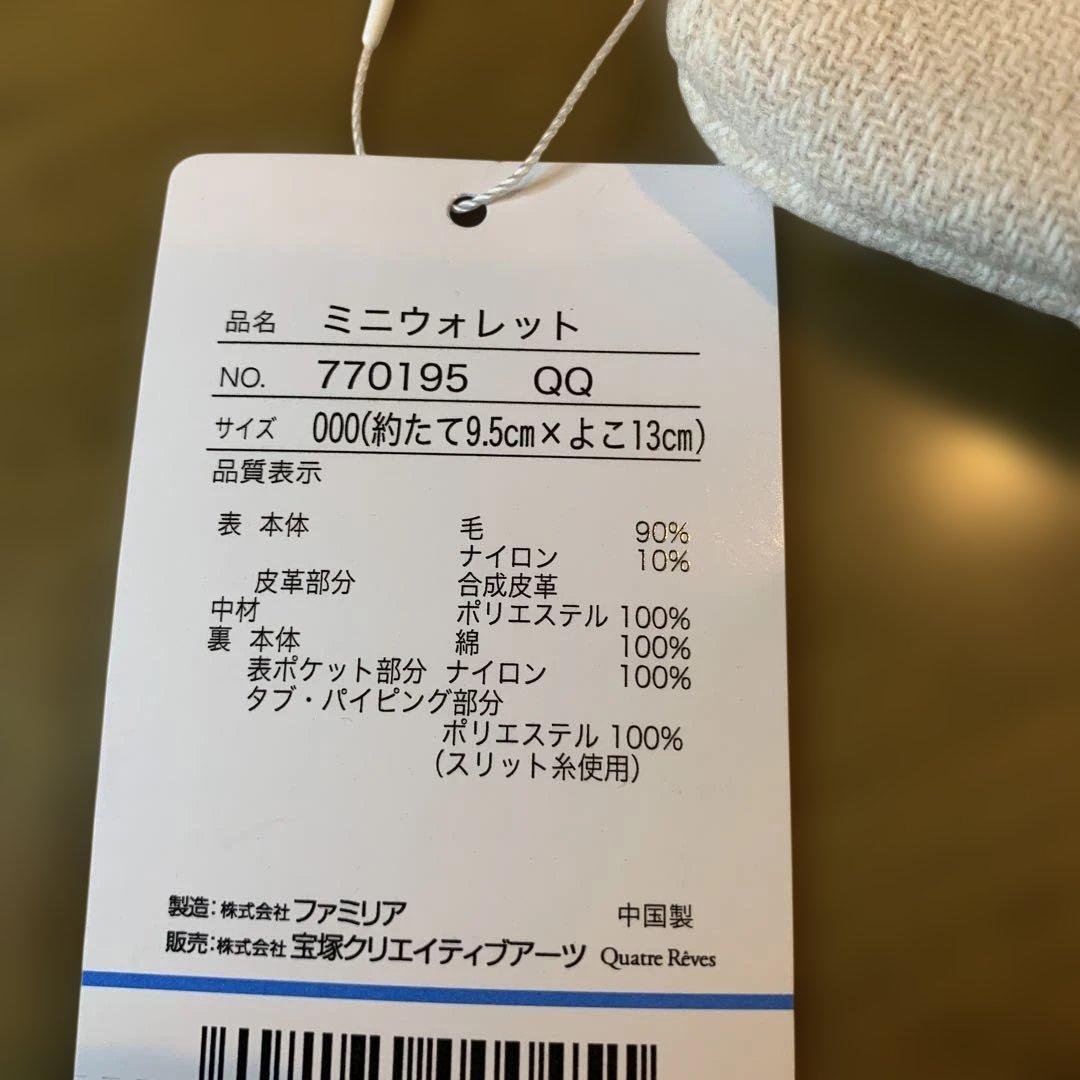 品名 ミニウォレット
NO. 770195 QQ
サイズ 000(約たて9.5cm×よこ13cm)
品質表示
表 本体 毛 90%
ナイロン 10%
皮革部分 合成皮革
中材 ポリエステル 100%
裏 本体 綿 100%
表ポケット部分 ナイロン 100%
タブ・パイピング部分
ポリエステル 100%
(スリット糸使用)
製造:株式会社ファミリア 中国製
販売:株式会社宝塚クリエイティブアーツ Quatre Rêves